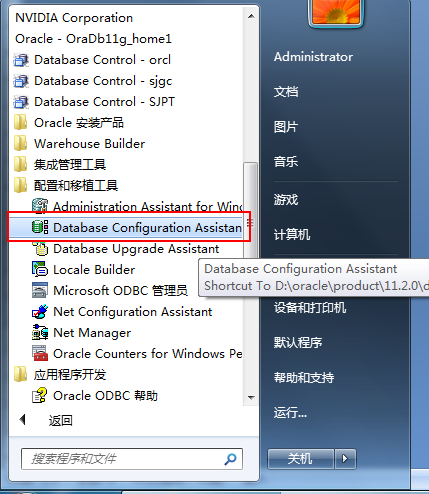 NVIDIA Corporation
Oracle - OraDb11g_home1
Database Control - orcl
Database Control - sjgc
Database Control - SJPT
Oracle 安装产品
Warehouse Builder
集成管理工具
配置和移植工具
Administration Assistant for Wind
Database Configuration Assistan
Database Upgrade Assistant
Locale Builder
Microsoft ODBC 管理员
Net Configuration Assistant
Net Manager
Oracle Counters for Windows Pe
应用程序开发
Oracle ODBC 帮助
返回
搜索程序和文件
Administrator
文档
图片
音乐
游戏
计算机
Database Configuration Assistant
Shortcut To D:\oracle\product\11.2.0\d
设备和打印机
默认程序
帮助和支持
运行...
关机